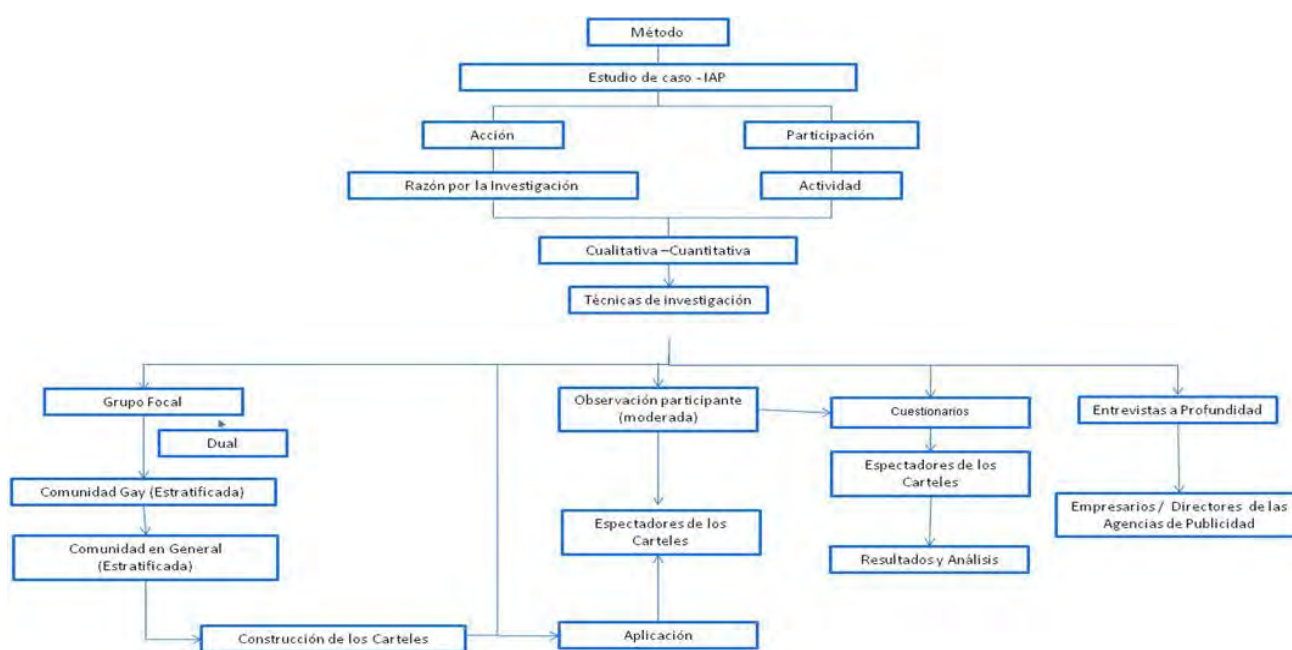 Método
Estudio de caso - IAP
Acción
Participación
Razón por la Investigación
Actividad
Cualitativa –Cuantitativa
Técnicas de investigación
Grupo Focal
Dual
Comunidad Gay (Estratificada)
Comunidad en General
(Estratificada)
Construcción de los Carteles
Observación participante
(moderada)
Espectadores de los
Carteles
Aplicación
Cuestionarios
Espectadores de los
Carteles
Resultados y Análisis
Entrevistas a Profundidad
Empresarios / Directores de las
Agencias de Publicidad